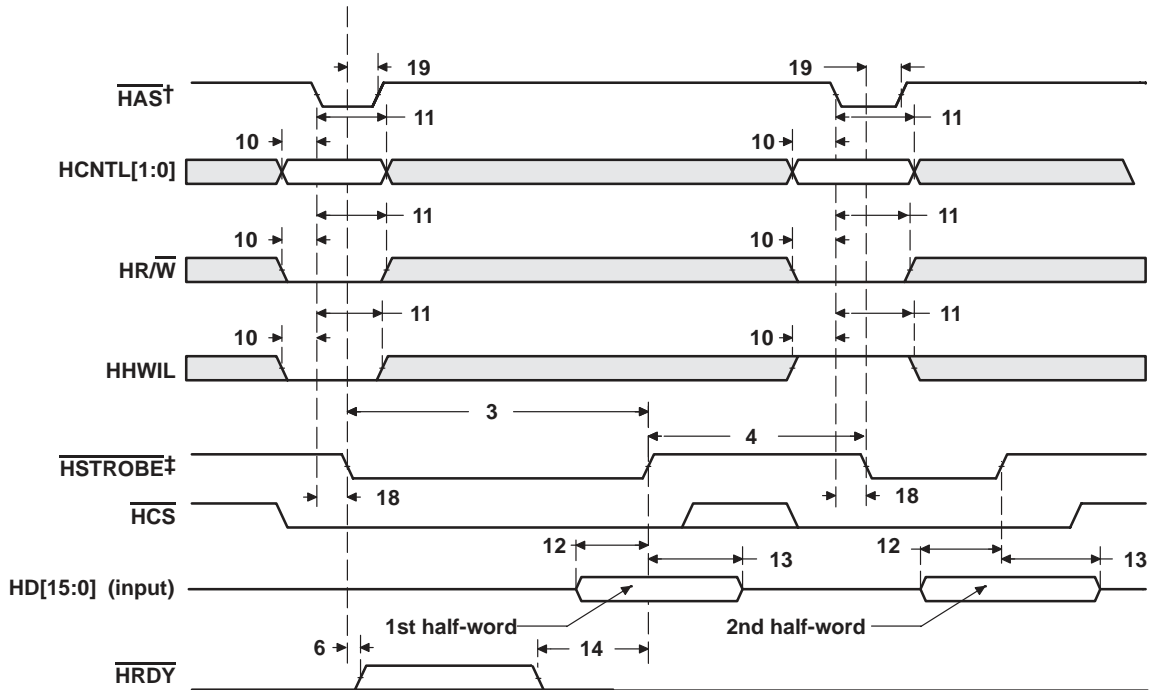 19 19
HAS†
11 11
10 10
HCNTL[1:0]
11 11
10 10
HR/W
11 11
10 10
HHWIL
3
4
HSTROBE‡
18 18
HCS
12 12
13 13
HD[15:0] (input)
1st half-word 2nd half-word
6 14
HRDY